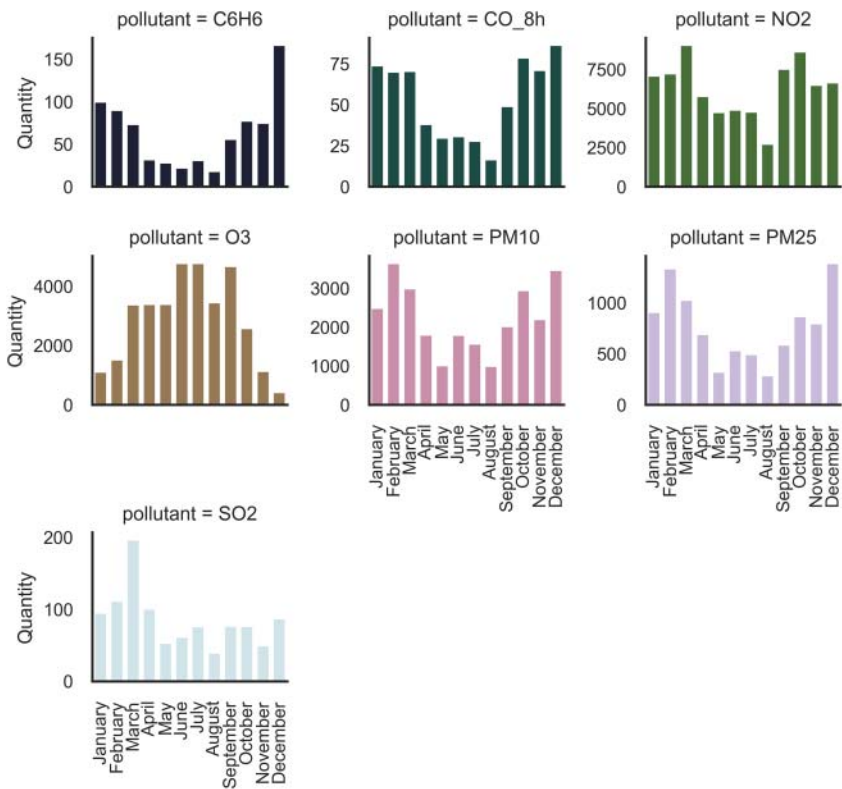 pollutant = C6H6
pollutant = CO_8h
pollutant = NO2
Quantity
150
100
50
0
75
50
25
0
7500
5000
2500
0
pollutant = O3
pollutant = PM10
pollutant = PM25
Quantity
4000
2000
0
3000
2000
1000
0
1000
500
0
January
February
March
April
May
June
July
August
September
October
November
December
January
February
March
April
May
June
July
August
September
October
November
December
pollutant = SO2
Quantity
200
100
0
January
February
March
April
May
June
July
August
September
October
November
December